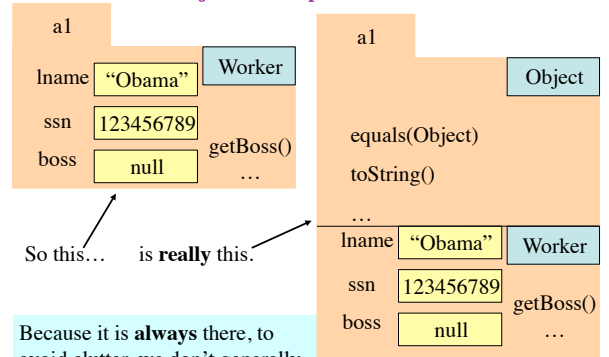 a1
Worker
lname "Obama"
ssn 123456789
boss null
getBoss()
…
So this… is really this.
Because it is always there, to
a1
Object
equals(Object)
toString()
…
lname "Obama" Worker
ssn 123456789
boss null
getBoss()
…